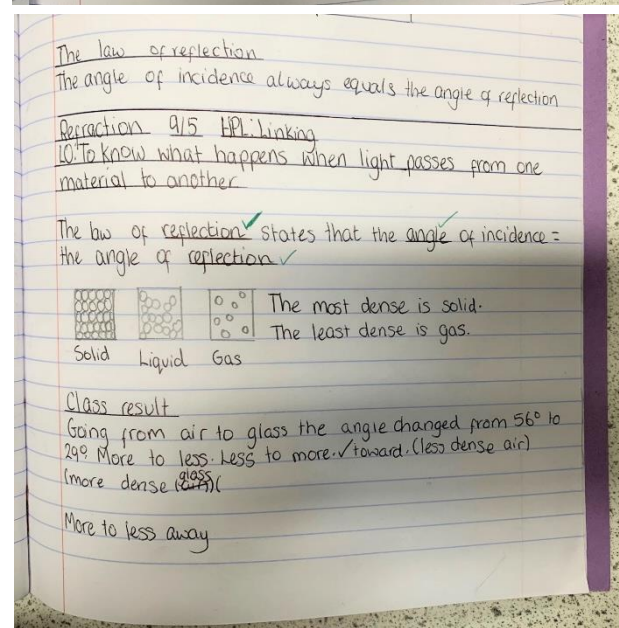 The law of reflection
The angle of incidence always equals the angle of reflection
Refraction 9/5 HPL: Linking
LO: To know what happens when light passes from one
material to another
The law of reflection states that the angle of incidence =
the angle of reflection
The most dense is solid.
The least dense is gas.
Solid Liquid Gas
Class result
Going from air to glass the angle changed from 56° to
29°. More to less. Less to more. ✓ toward. (less dense air)
(more dense (glass)(
More to less away